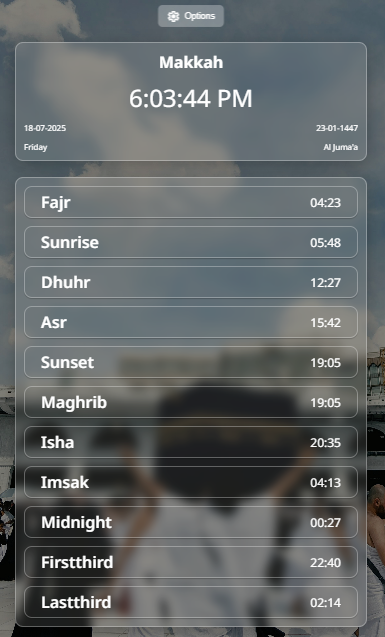 Options
Makkah
6:03:44 PM
18-07-2025 23-01-1447
Friday Al Juma'a
Fajr 04:23
Sunrise 05:48
Dhuhr 12:27
Asr 15:42
Sunset 19:05
Maghrib 19:05
Isha 20:35
Imsak 04:13
Midnight 00:27
Firstthird 22:40
Lastthird 02:14